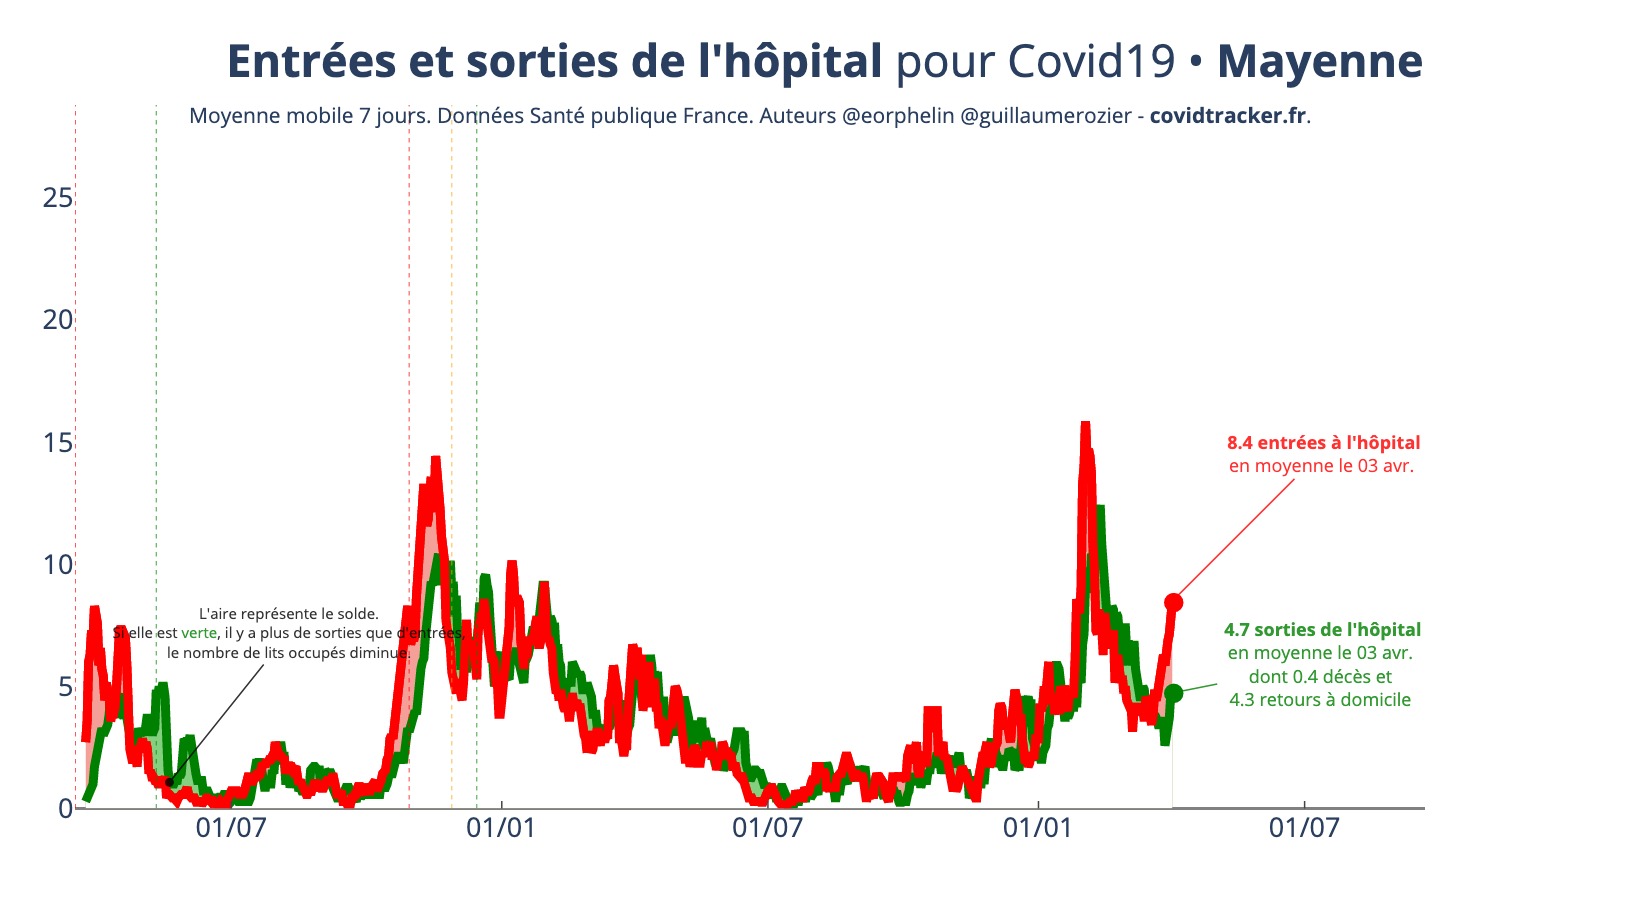 Entrées et sorties de l'hôpital pour Covid19 • Mayenne
Moyenne mobile 7 jours. Données Santé publique France. Auteurs @eorphelin @guillaumerozier - covidtracker.fr.
25
20
15
10
5
0
8.4 entrées à l'hôpital
en moyenne le 03 avr.
L'aire représente le solde.
Si elle est verte, il y a plus de sorties que d'entrées,
le nombre de lits occupés diminue.
4.7 sorties de l'hôpital
en moyenne le 03 avr.
dont 0.4 décès et
4.3 retours à domicile
01/07
01/01
01/07
01/01
01/07